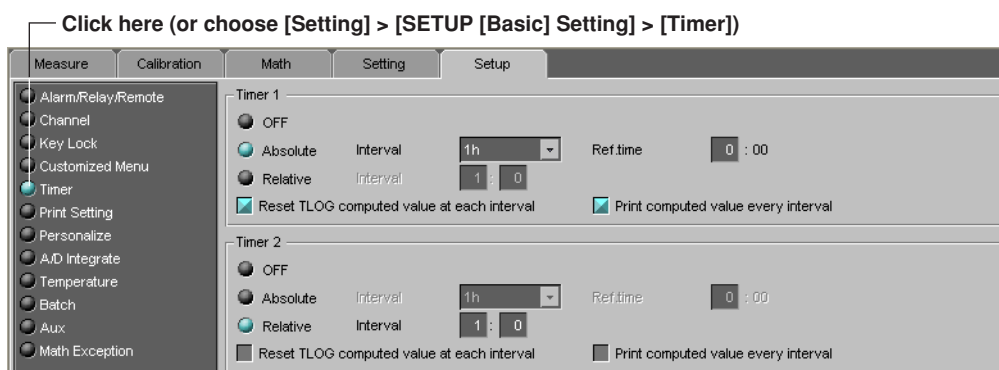 Click here (or choose [Setting] > [SETUP [Basic] Setting] > [Timer])
Measure Calibration Math Setting Setup
Alarm/Relay/Remote
Channel
Key Lock
Customized Menu
Timer
Print Setting
Personalize
A/D Integrate
Temperature
Batch
Aux
Math Exception
Timer 1
OFF
Absolute Interval 1h Ref.time 0 : 00
Relative Interval 1 : 0
Reset TLOG computed value at each interval Print computed value every interval
Timer 2
OFF
Absolute Interval 1h Ref.time 0 : 00
Relative Interval 1 : 0
Reset TLOG computed value at each interval Print computed value every interval